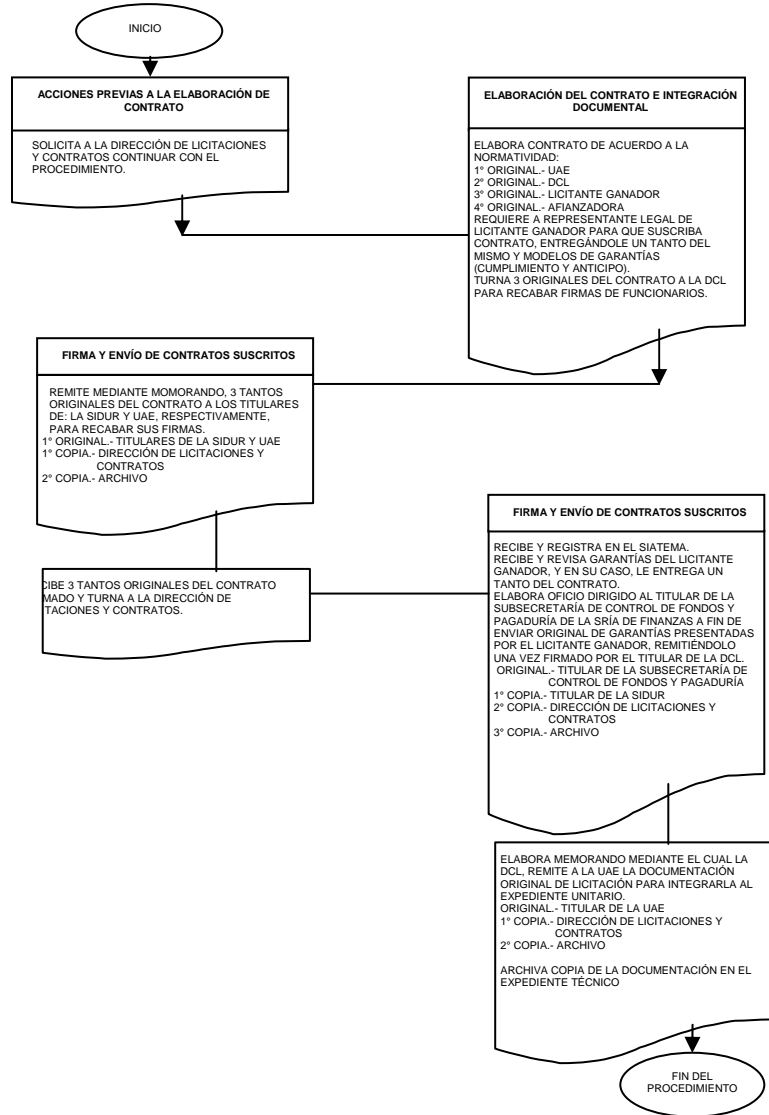 INICIO
ACCIONES PREVIAS A LA ELABORACIÓN DE
CONTRATO
SOLICITA A LA DIRECCIÓN DE LICITACIONES
Y CONTRATOS CONTINUAR CON EL
PROCEDIMIENTO.
ELABORACIÓN DEL CONTRATO E INTEGRACIÓN
DOCUMENTAL
ELABORA CONTRATO DE ACUERDO A LA
NORMATIVIDAD:
1° ORIGINAL.- UAE
2° ORIGINAL.- DCL
3° ORIGINAL.- LICITANTE GANADOR
4° ORIGINAL.- AFIANZADORA
REQUIERE A REPRESENTANTE LEGAL DE
LICITANTE GANADOR PARA QUE SUSCRIBA
CONTRATO, ENTREGÁNDOLE UN TANTO DEL
MISMO Y MODELOS DE GARANTÍAS
(CUMPLIMIENTO Y ANTICIPO).
TURNA 3 ORIGINALES DEL CONTRATO A LA DCL
PARA RECABAR FIRMAS DE FUNCIONARIOS.
FIRMA Y ENVÍO DE CONTRATOS SUSCRITOS
REMITE MEDIANTE MOMORANDO, 3 TANTOS
ORIGINALES DEL CONTRATO A LOS TITULARES
DE: LA SIDUR Y UAE, RESPECTIVAMENTE,
PARA RECABAR SUS FIRMAS.
1° ORIGINAL.- TITULARES DE LA SIDUR Y UAE
1° COPIA.- DIRECCIÓN DE LICITACIONES Y
CONTRATOS
2° COPIA.- ARCHIVO
CIBE 3 TANTOS ORIGINALES DEL CONTRATO
MADO Y TURNA A LA DIRECCIÓN DE
TACIONES Y CONTRATOS.
FIRMA Y ENVÍO DE CONTRATOS SUSCRITOS
RECIBE Y REGISTRA EN EL SIATEMA.
RECIBE Y REVISA GARANTÍAS DEL LICITANTE
GANADOR, Y EN SU CASO, LE ENTREGA UN
TANTO DEL CONTRATO.
ELABORA OFICIO DIRIGIDO AL TITULAR DE LA
SUBSECRETARÍA DE CONTROL DE FONDOS Y
PAGADURÍA DE LA SRÍA DE FINANZAS A FIN DE
ENVIAR ORIGINAL DE GARANTÍAS PRESENTADAS
POR EL LICITANTE GANADOR, REMITIÉNDOLO
UNA VEZ FIRMADO POR EL TITULAR DE LA DCL.
ORIGINAL.- TITULAR DE LA SUBSECRETARÍA DE
CONTROL DE FONDOS Y PAGADURÍA
1° COPIA.- TITULAR DE LA SIDUR
2° COPIA.- DIRECCIÓN DE LICITACIONES Y
CONTRATOS
3° COPIA.- ARCHIVO
ELABORA MEMORANDO MEDIANTE EL CUAL LA
DCL, REMITE A LA UAE LA DOCUMENTACIÓN
ORIGINAL DE LICITACIÓN PARA INTEGRARLA AL
EXPEDIENTE UNITARIO.
ORIGINAL.- TITULAR DE LA UAE
1° COPIA.- DIRECCIÓN DE LICITACIONES Y
CONTRATOS
2° COPIA.- ARCHIVO
ARCHIVA COPIA DE LA DOCUMENTACIÓN EN EL
EXPEDIENTE TÉCNICO
FIN DEL
PROCEDIMIENTO